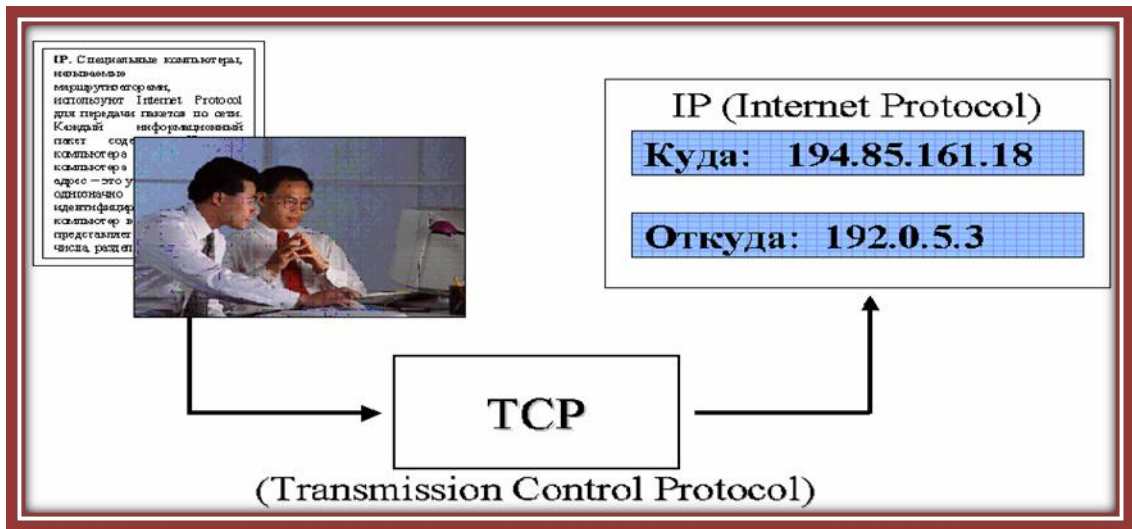 IP. Специальные компьютеры,
называемые
маршрутизаторами,
используют Internet Protocol
для передачи пакетов по сети.
Каждый информационный
пакет
компьютера
компьютера
адрес – это
однозначно
компьютер в
представляет
числа,
IP (Internet Protocol)
Куда: 194.85.161.18
Откуда: 192.0.5.3
TCP
(Transmission Control Protocol)